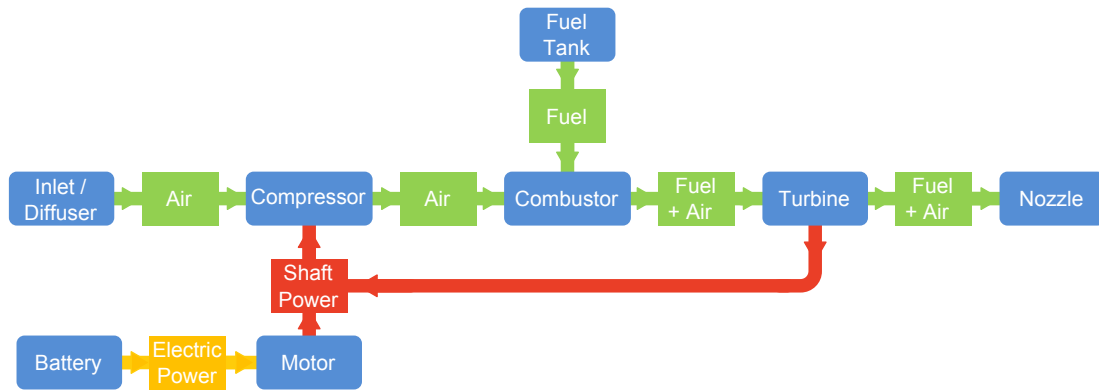 Fuel
Tank
Fuel
Inlet /
Diffuser
Air
Compressor
Air
Combustor
Fuel
+ Air
Turbine
Fuel
+ Air
Nozzle
Shaft
Power
Battery
Electric
Power
Motor